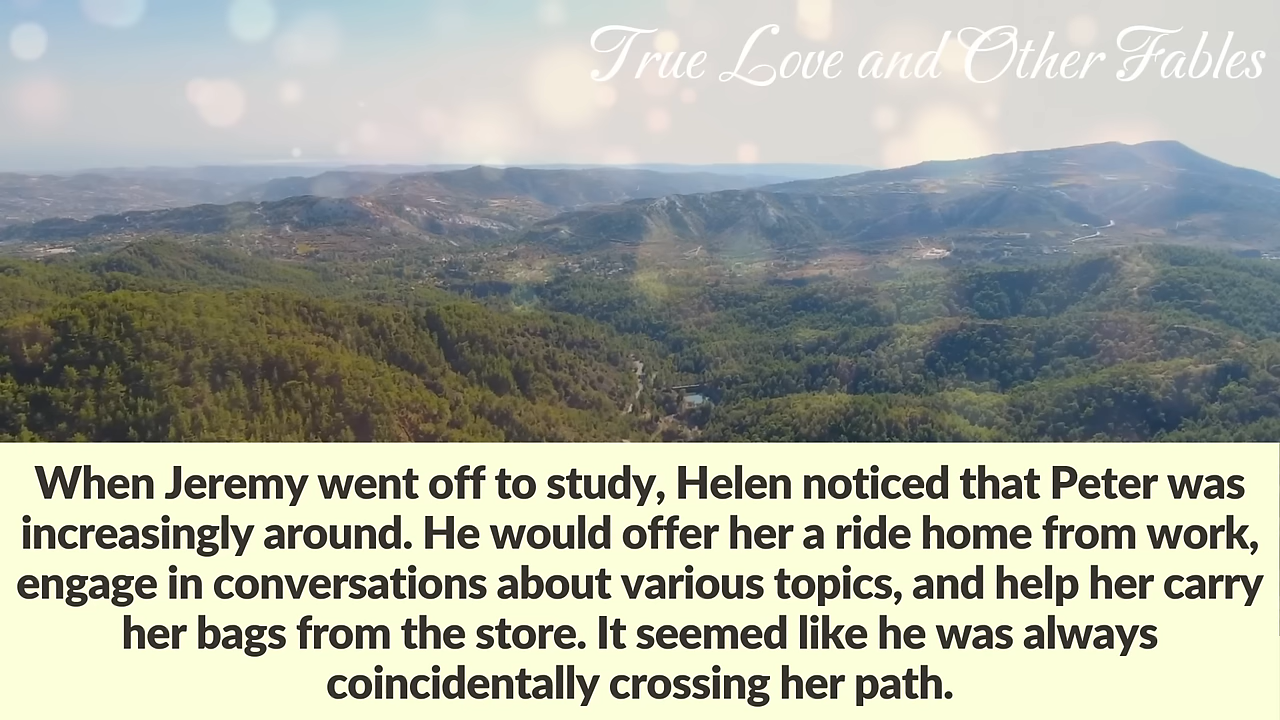 True Love and Other Fables
When Jeremy went off to study, Helen noticed that Peter was
increasingly around. He would offer her a ride home from work,
engage in conversations about various topics, and help her carry
her bags from the store. It seemed like he was always
coincidentally crossing her path.